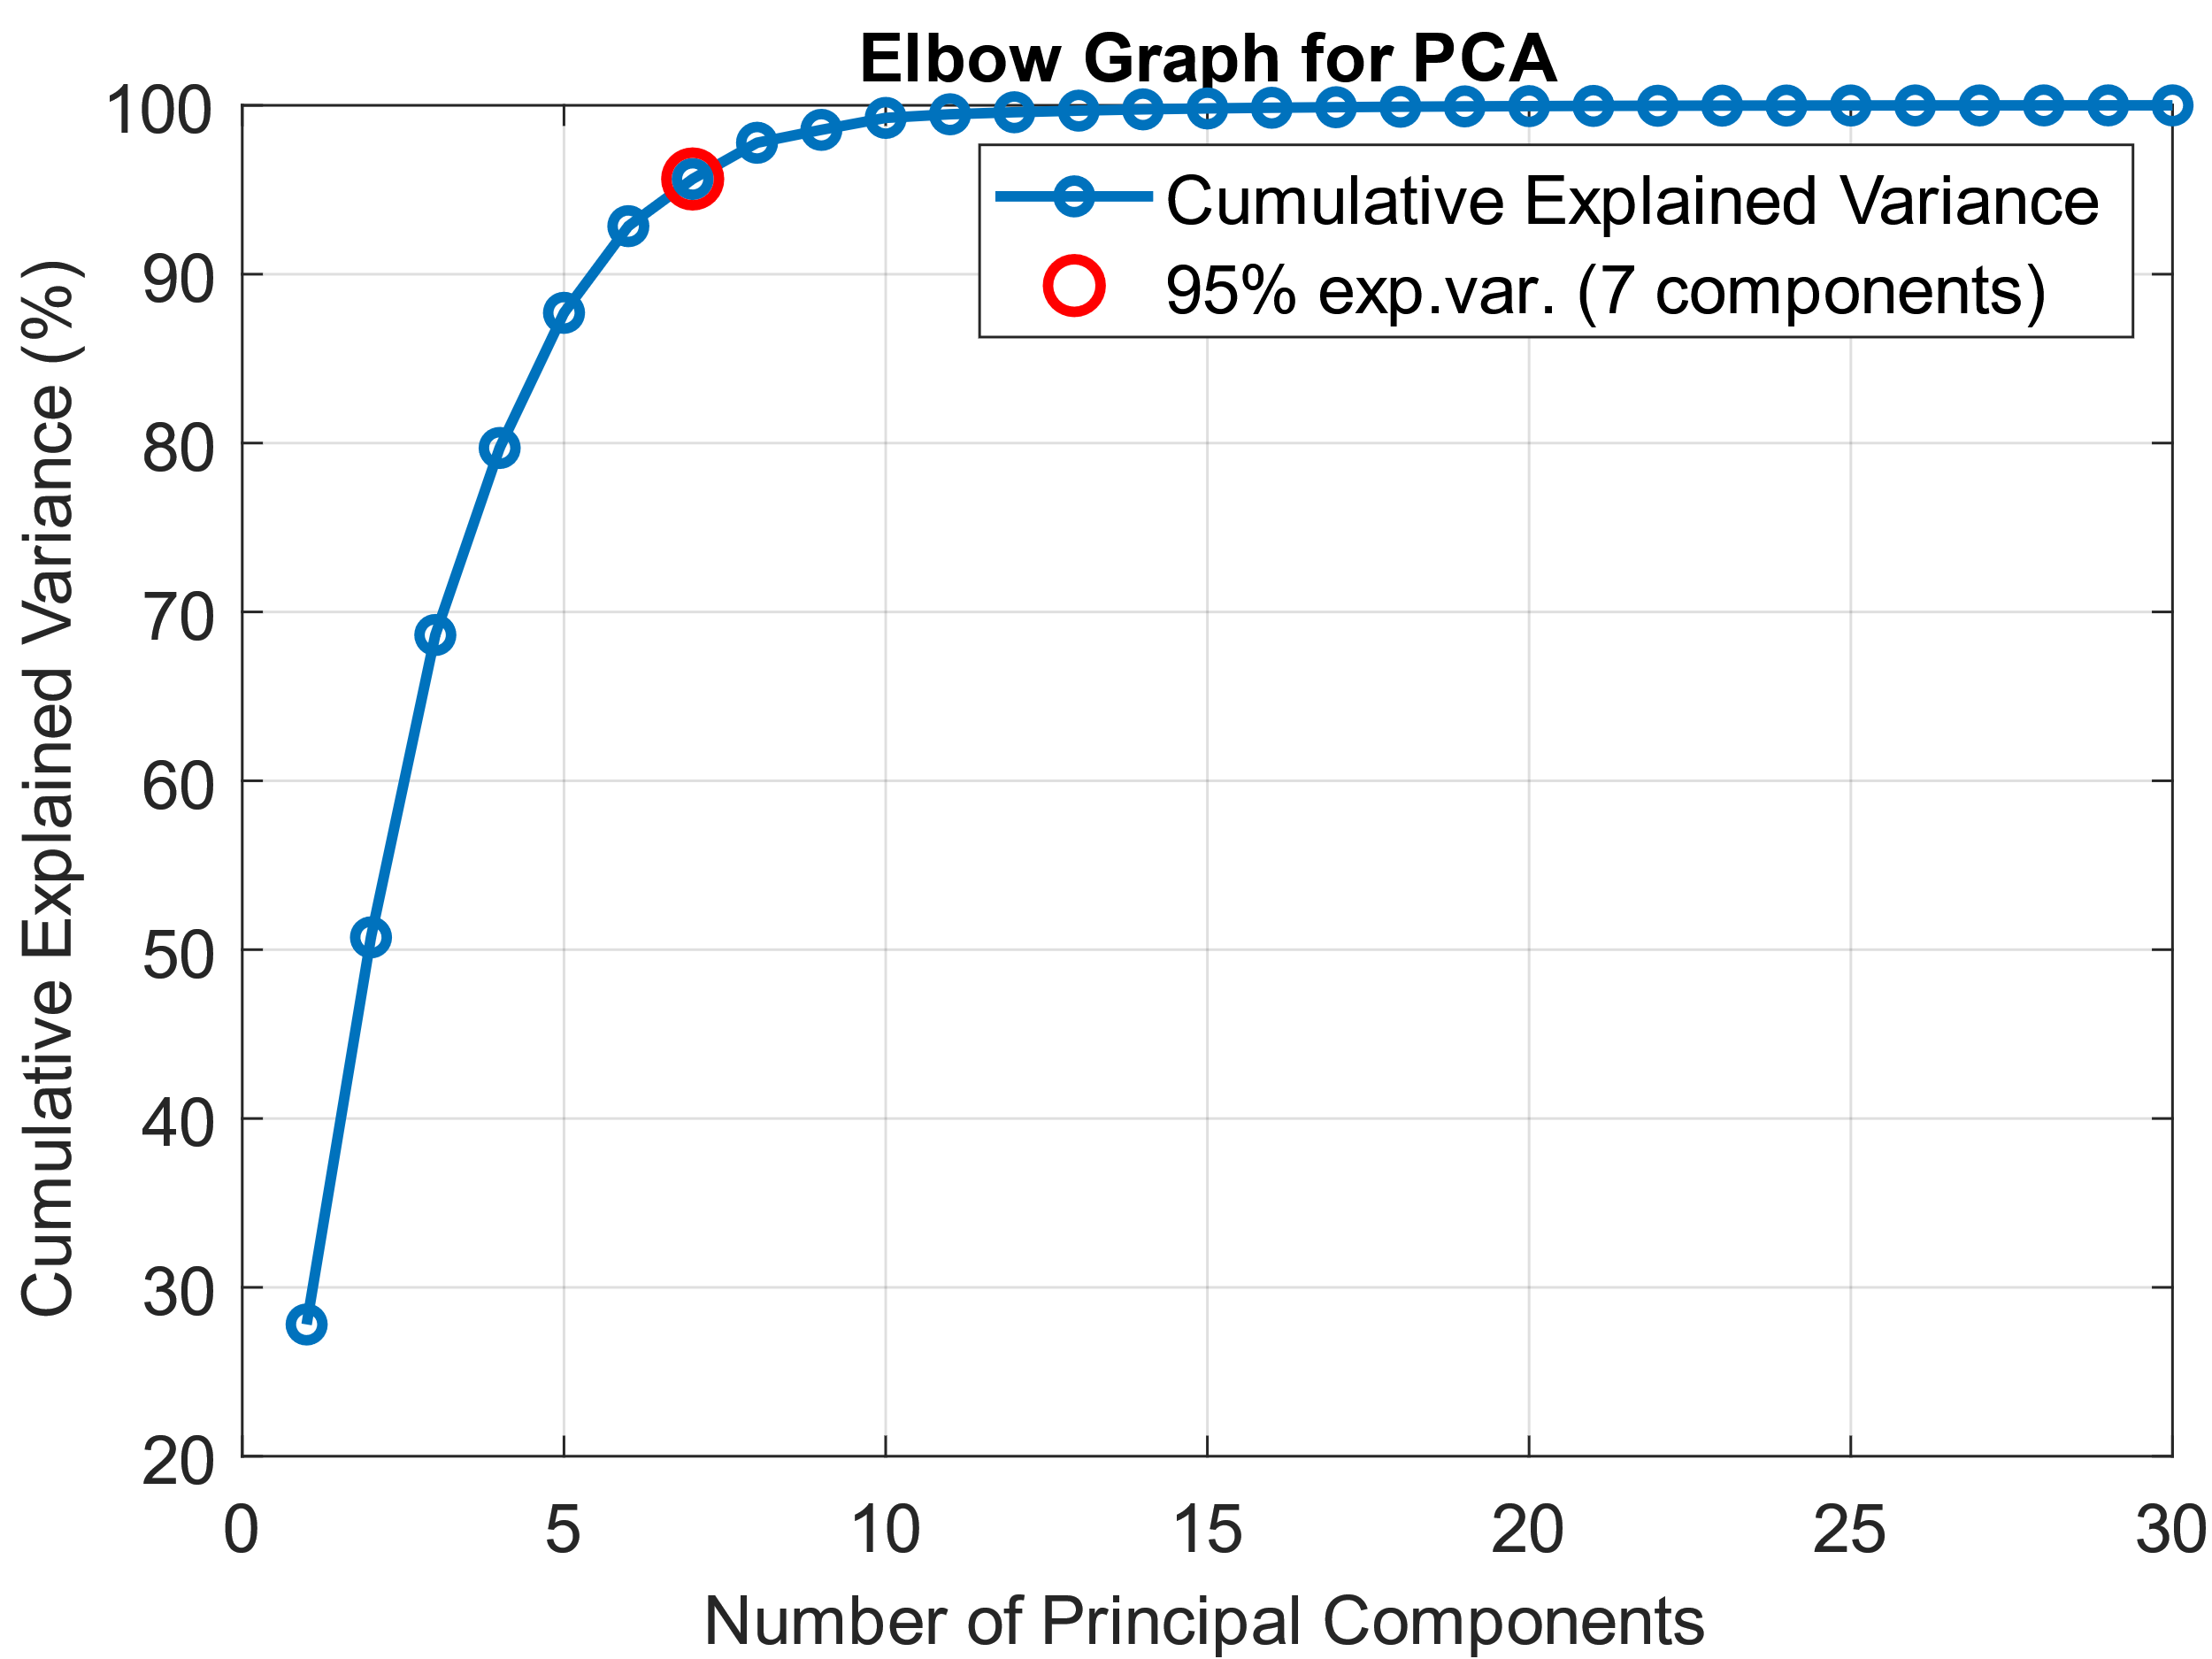 Elbow Graph for PCA
Cumulative Explained Variance (%)
100
90
80
70
60
50
40
30
20
Cumulative Explained Variance
95% exp.var. (7 components)
0 5 10 15 20 25 30
Number of Principal Components